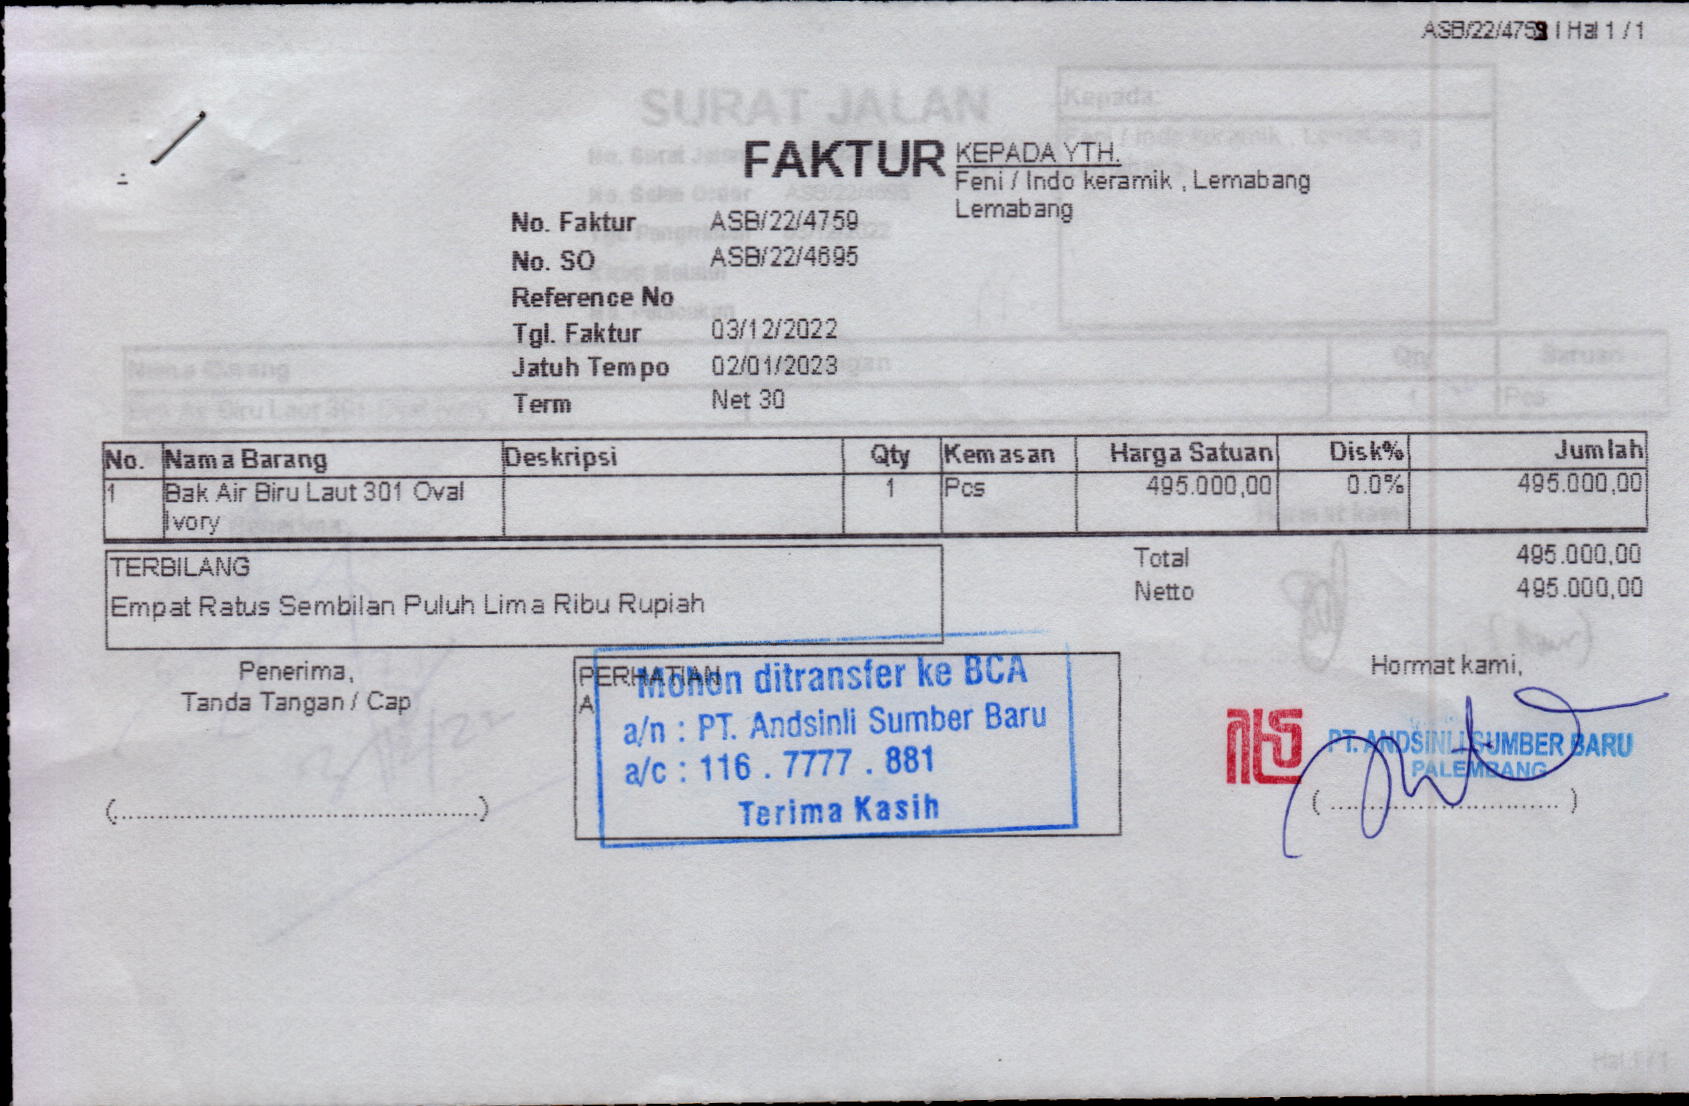 ASB/22/4759 | Hal 1 / 1
SURAT JALAN
Kepada:
FAKTUR
KEPADA YTH.
Feni / Indo keramik , Lemabang
Lemabang
No. Faktur ASB/22/4759
No. SO ASB/22/4695
Reference No
Tgl. Faktur 03/12/2022
Jatuh Tempo 02/01/2023
Term Net 30
No. Nama Barang Deskripsi Qty Kemasan Harga Satuan Disk% Jumlah
1 Bak Air Biru Laut 301 Oval 1 Pcs 495.000,00 0.0% 495.000,00
Ivory
TERBILANG
Empat Ratus Sembilan Puluh Lima Ribu Rupiah
Total 495.000,00
Netto 495.000,00
Penerima,
Tanda Tangan / Cap
(................................................)
PERHATIAN
A
Mohon ditransfer ke BCA
a/n : PT. Andsinli Sumber Baru
a/c : 116 . 7777 . 881
Terima Kasih
Hormat kami,
PT. ANDSINLI SUMBER BARU
PALEMBANG
( .............................. )